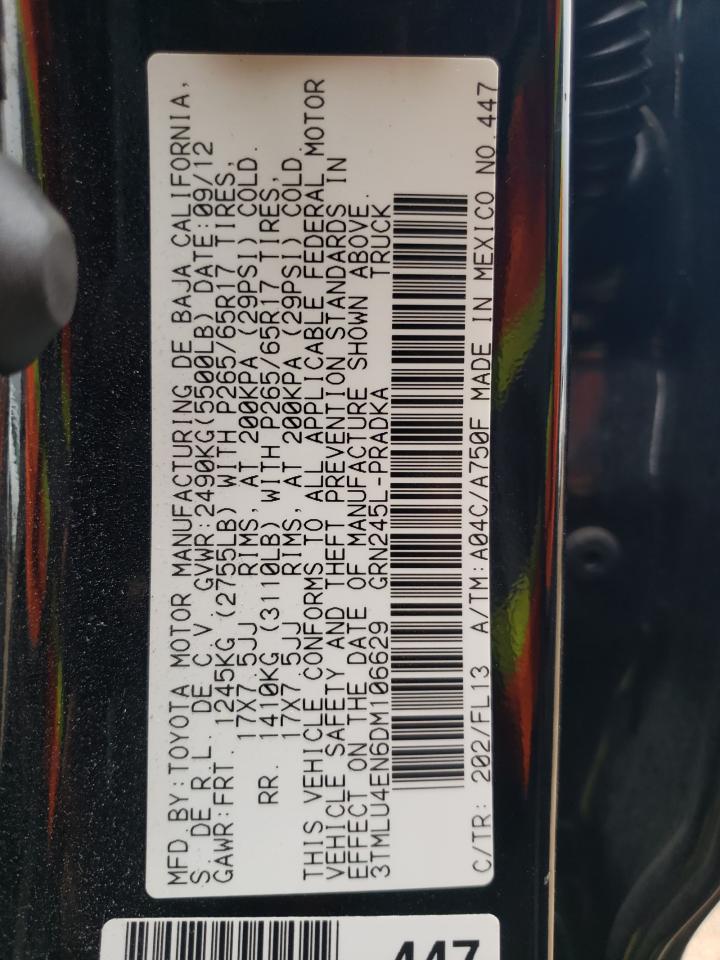 MFD.BY:TOYOTA MOTOR MANUFACTURING DE BAJA CALIFORNIA,
S DE R.L DE C.V. GVWR:2490KG(5500LB) DATE:09/12
GAWR:FRT. 1245KG (2755LB) WITH P265/65R17 TIRES,
17X7.5JJ RIMS, AT 200KPA (29PSI) COLD.
RR. 1410KG (3110LB) WITH P265/65R17 TIRES,
17X7.5JJ RIMS, AT 200KPA (29PSI) COLD.
THIS VEHICLE CONFORMS TO ALL APPLICABLE FEDERAL MOTOR
VEHICLE SAFETY AND THEFT PREVENTION STANDARDS IN
EFFECT ON THE DATE OF MANUFACTURE SHOWN ABOVE.
3TMLU4EN6DM106629 GRN245L-PRADKA TRUCK
C/TR: 202/FL13 A/TM:A04C/A750F MADE IN MEXICO NO.447
447